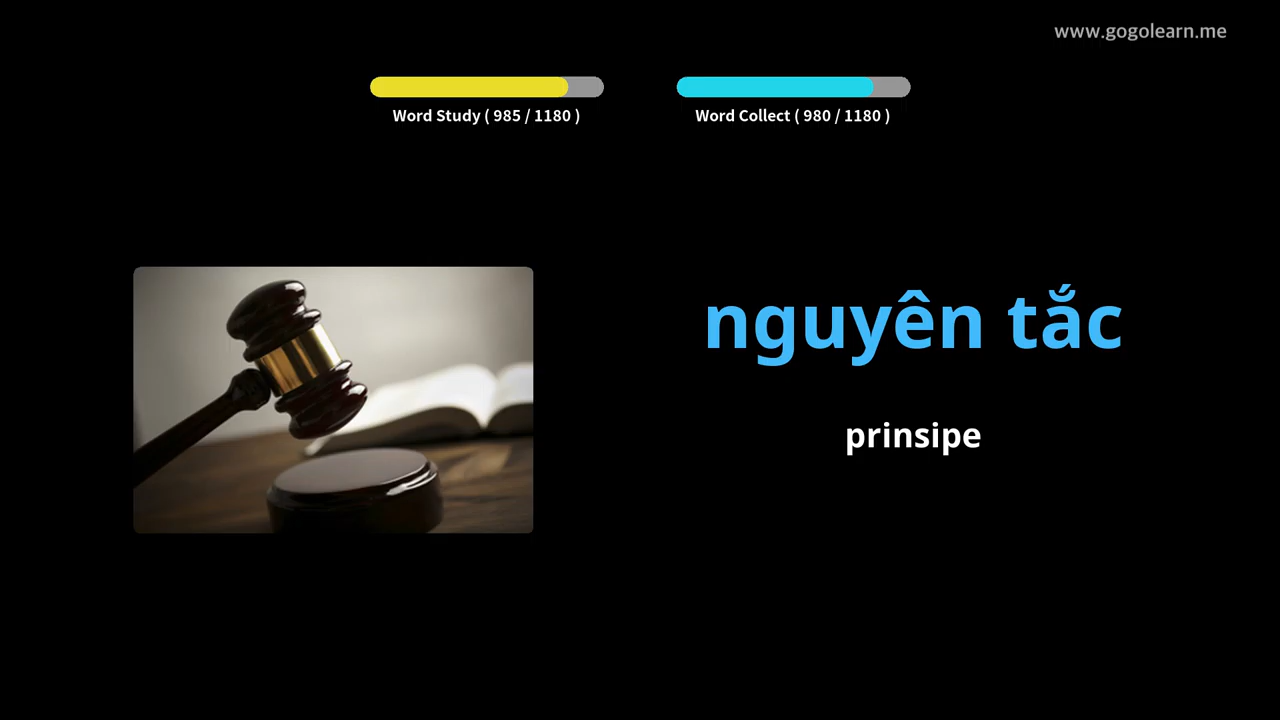 www.gogolearn.me
Word Study ( 985 / 1180 )
Word Collect ( 980 / 1180 )
nguyên tắc
prinsipe